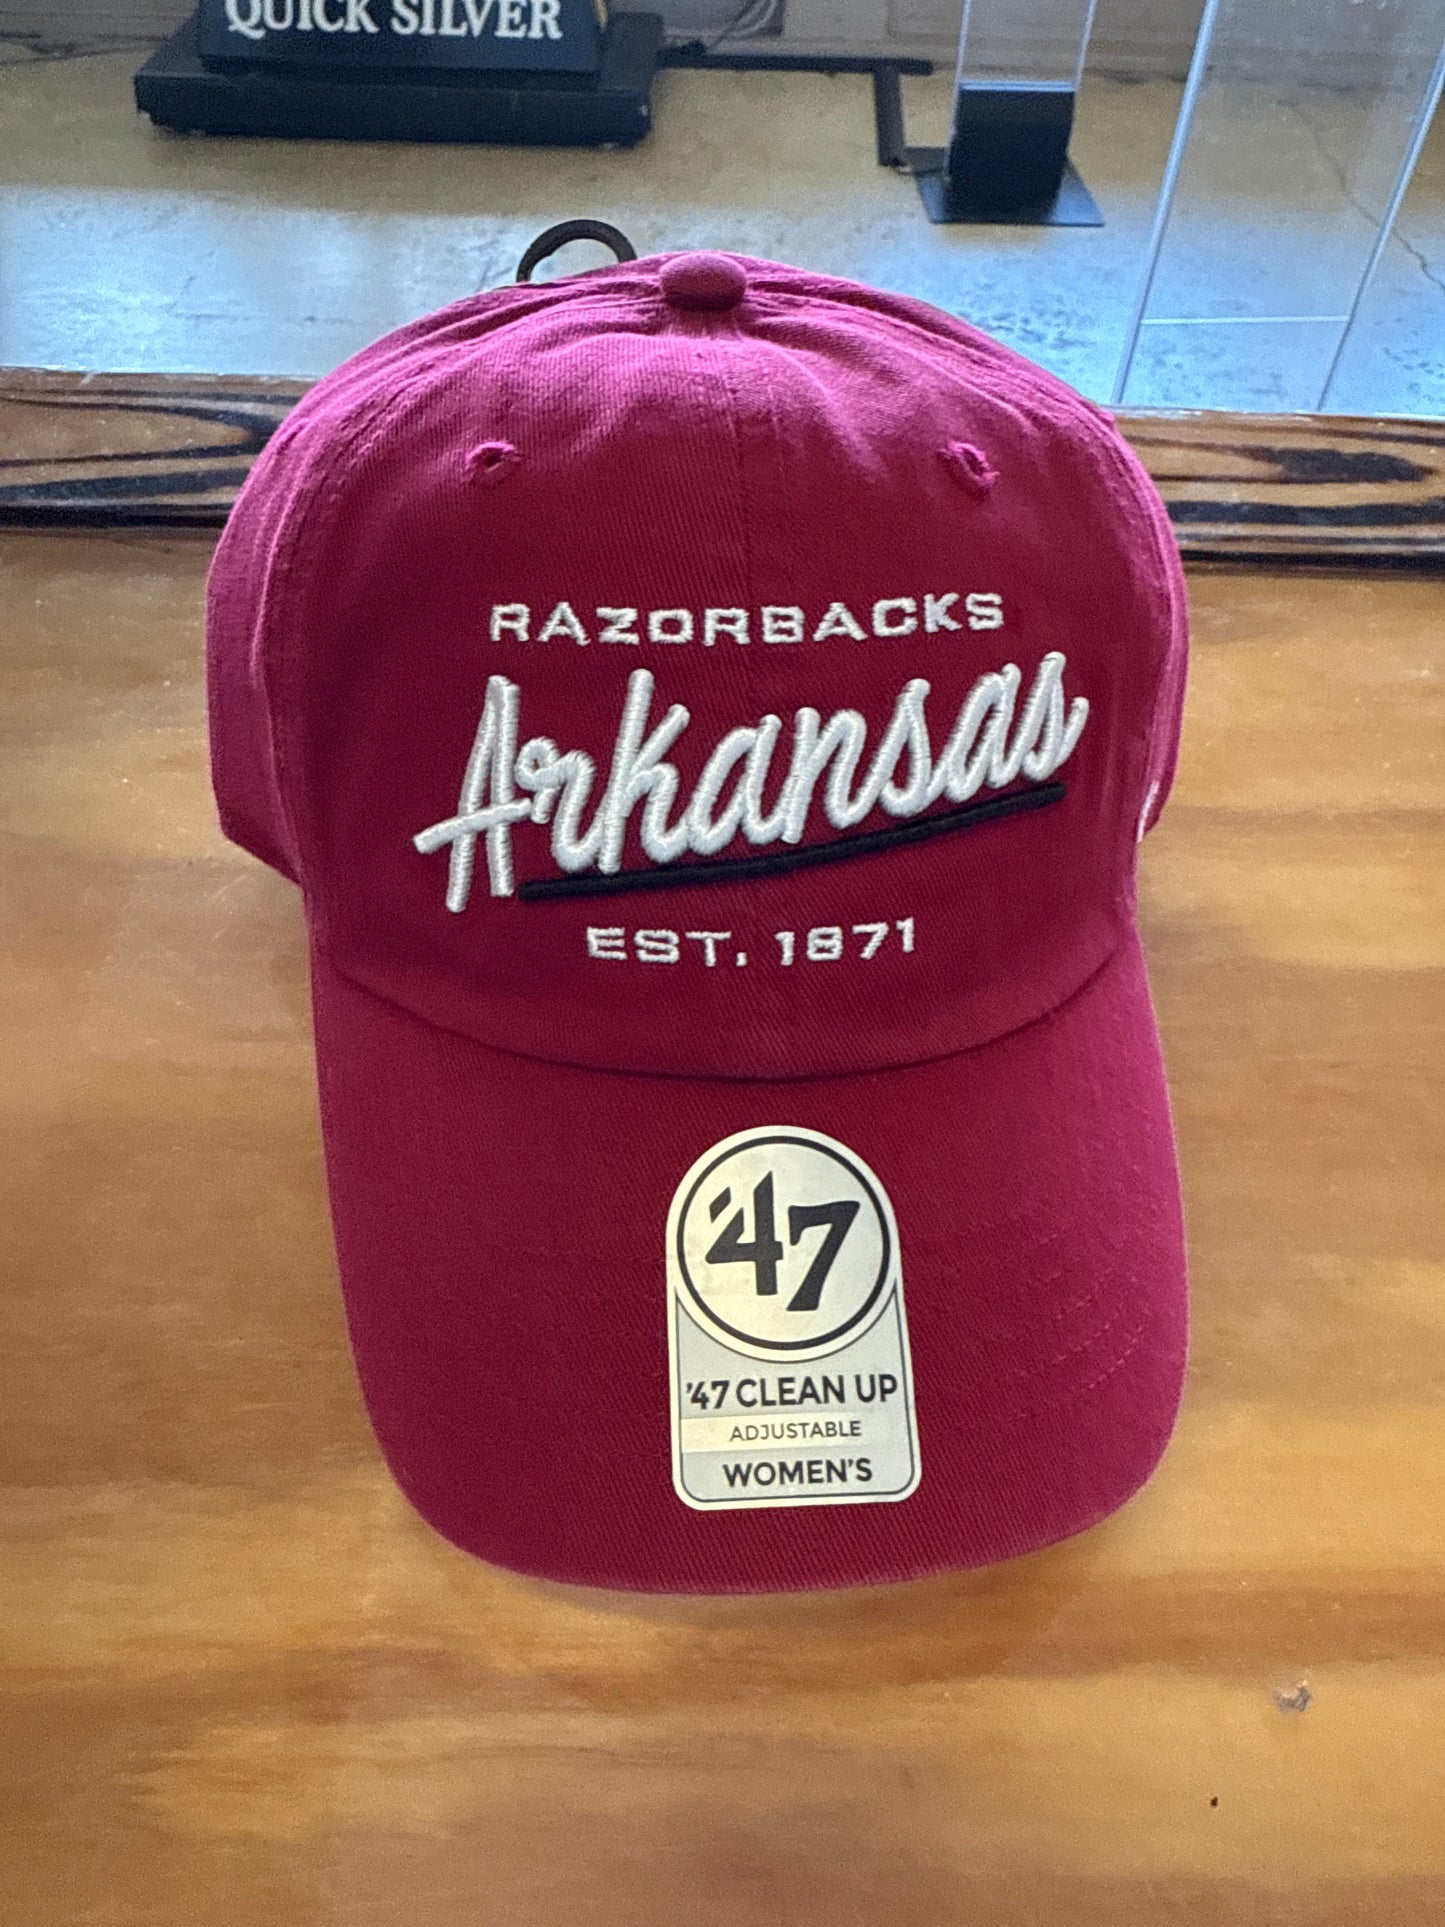 QUICK SILVER
RAZORBACKS
Arkansas
EST. 1871
'47
'47 CLEAN UP
ADJUSTABLE
WOMEN'S